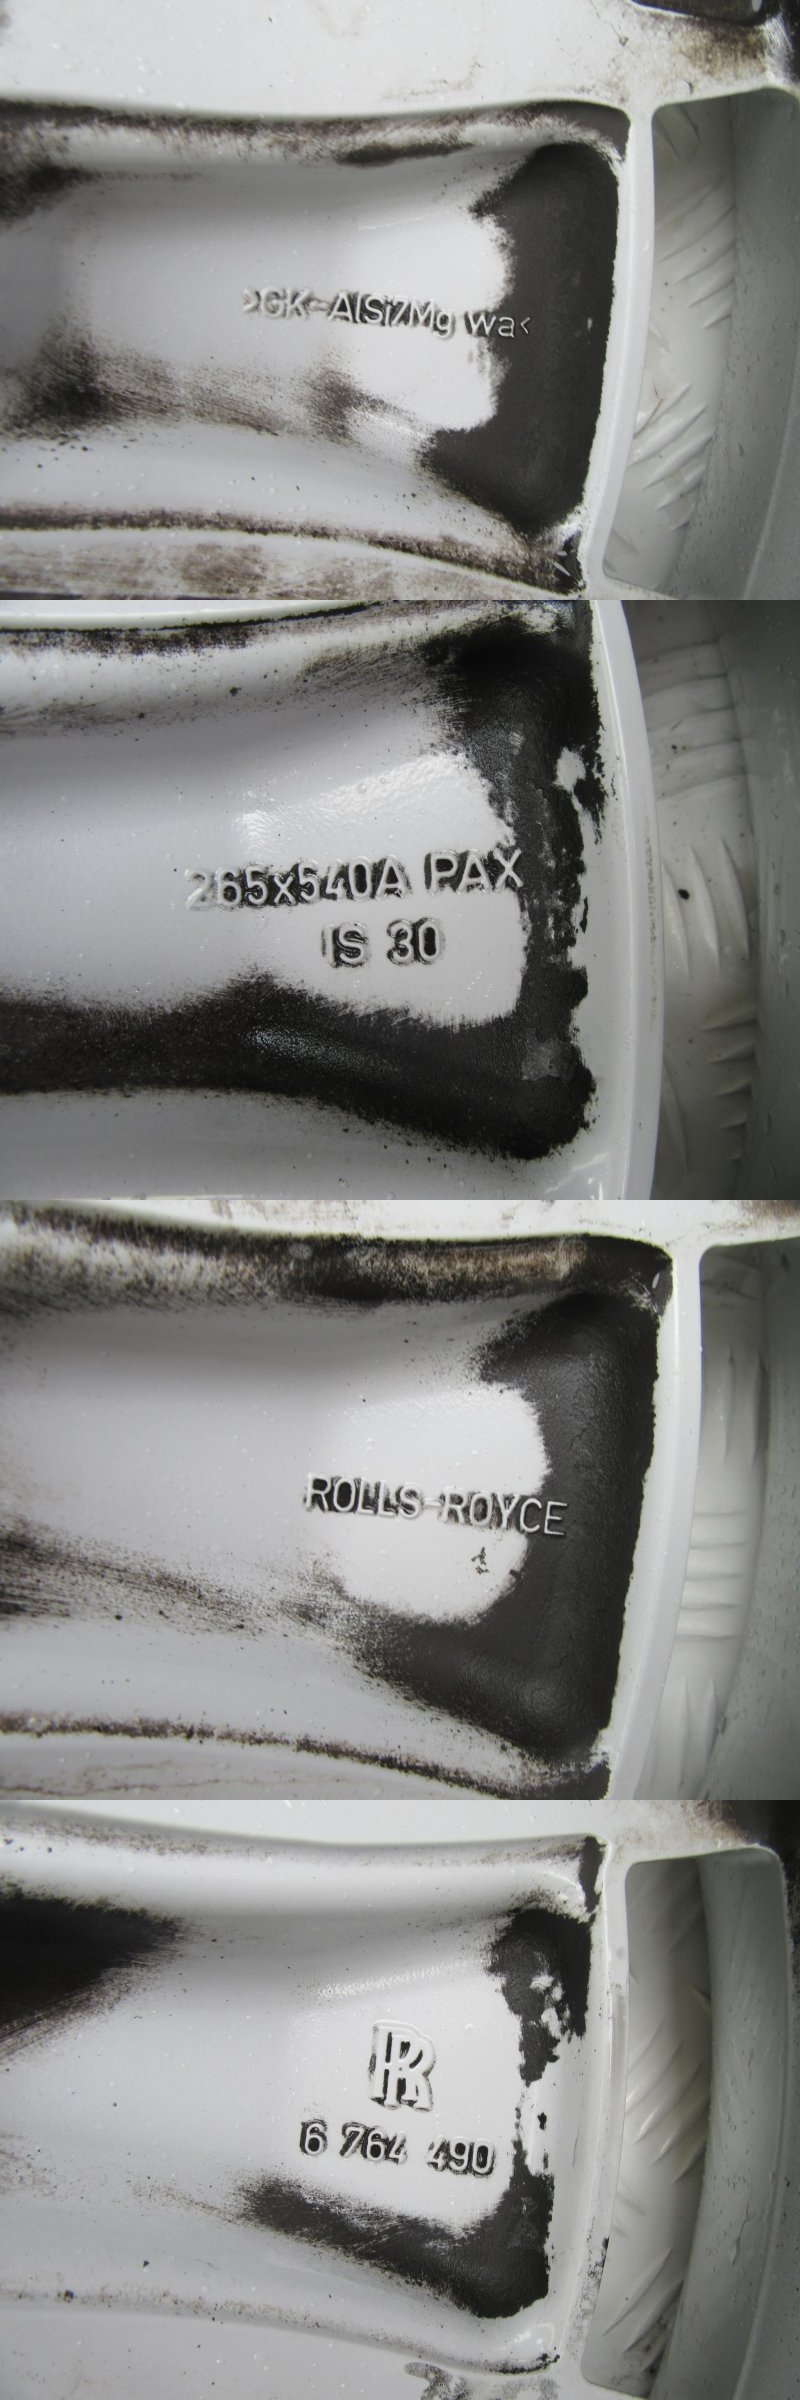 >GK-AlSi7Mg wa<
265x540A PAX
IS 30
ROLLS-ROYCE
RR
6 764 490